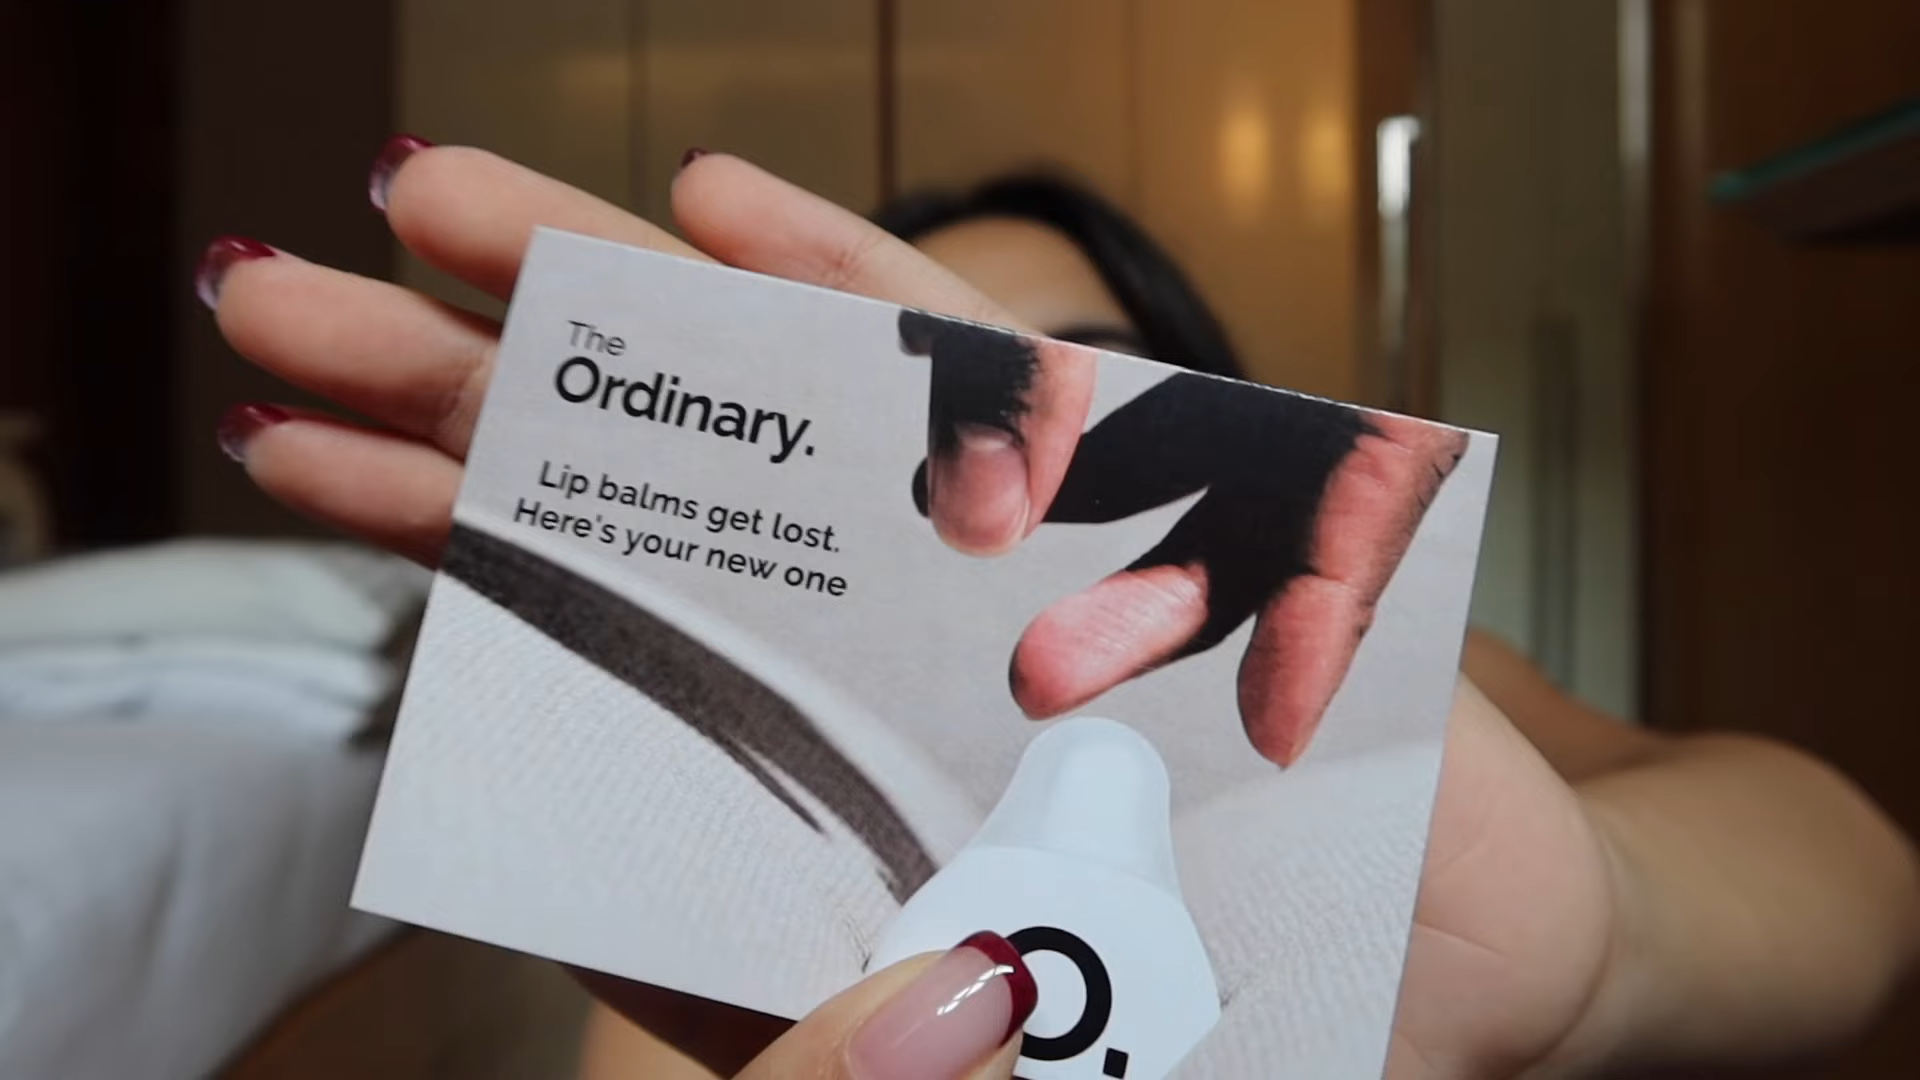 The
Ordinary.
Lip balms get lost.
Here's your new one
O.